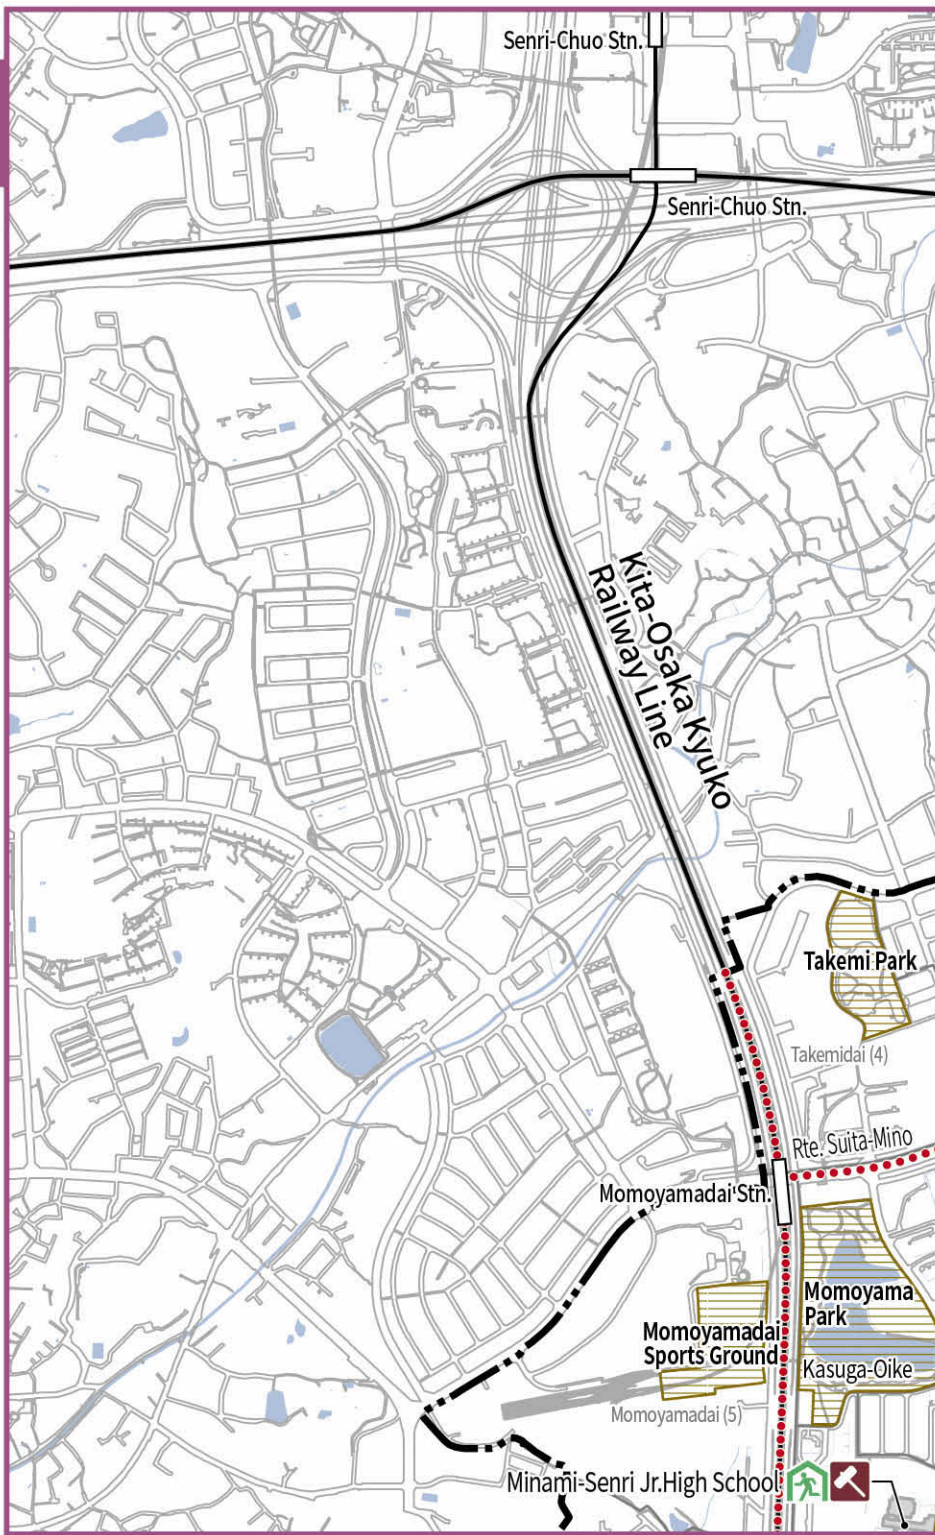 Senri-Chuo Stn.
Senri-Chuo Stn.
Kita-Osaka Kyuko
Railway Line
Takemi Park
Takemidai (4)
Rte. Suita-Mino
Momoyamadai Stn.
Momoyama
Park
Momoyamadai
Sports Ground
Kasuga-Oike
Momoyamadai (5)
Minami-Senri Jr.High School